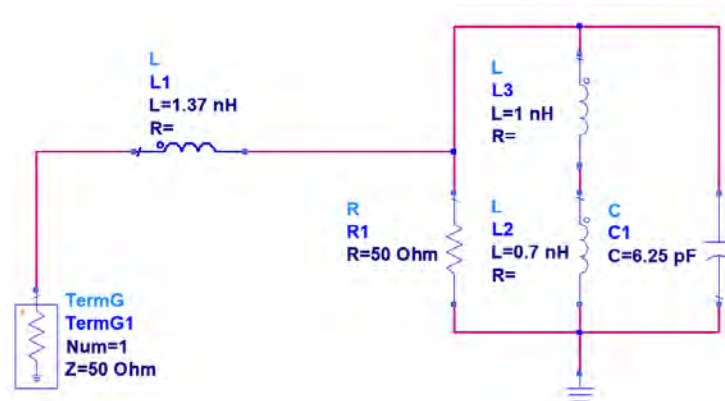 L
L1
L=1.37 nH
R=
L
L3
L=1 nH
R=
R
R1
R=50 Ohm
L
L2
L=0.7 nH
R=
C
C1
C=6.25 pF
TermG
TermG1
Num=1
Z=50 Ohm